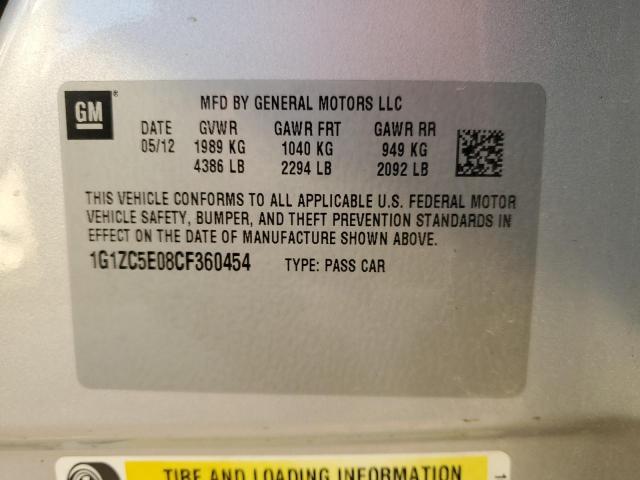 GM ® MFD BY GENERAL MOTORS LLC
DATE GVWR GAWR FRT GAWR RR
05/12 1989 KG 1040 KG 949 KG
4386 LB 2294 LB 2092 LB
THIS VEHICLE CONFORMS TO ALL APPLICABLE U.S. FEDERAL MOTOR
VEHICLE SAFETY, BUMPER, AND THEFT PREVENTION STANDARDS IN
EFFECT ON THE DATE OF MANUFACTURE SHOWN ABOVE.
1G1ZC5E08CF360454 TYPE: PASS CAR
TIRE AND LOADING INFORMATION